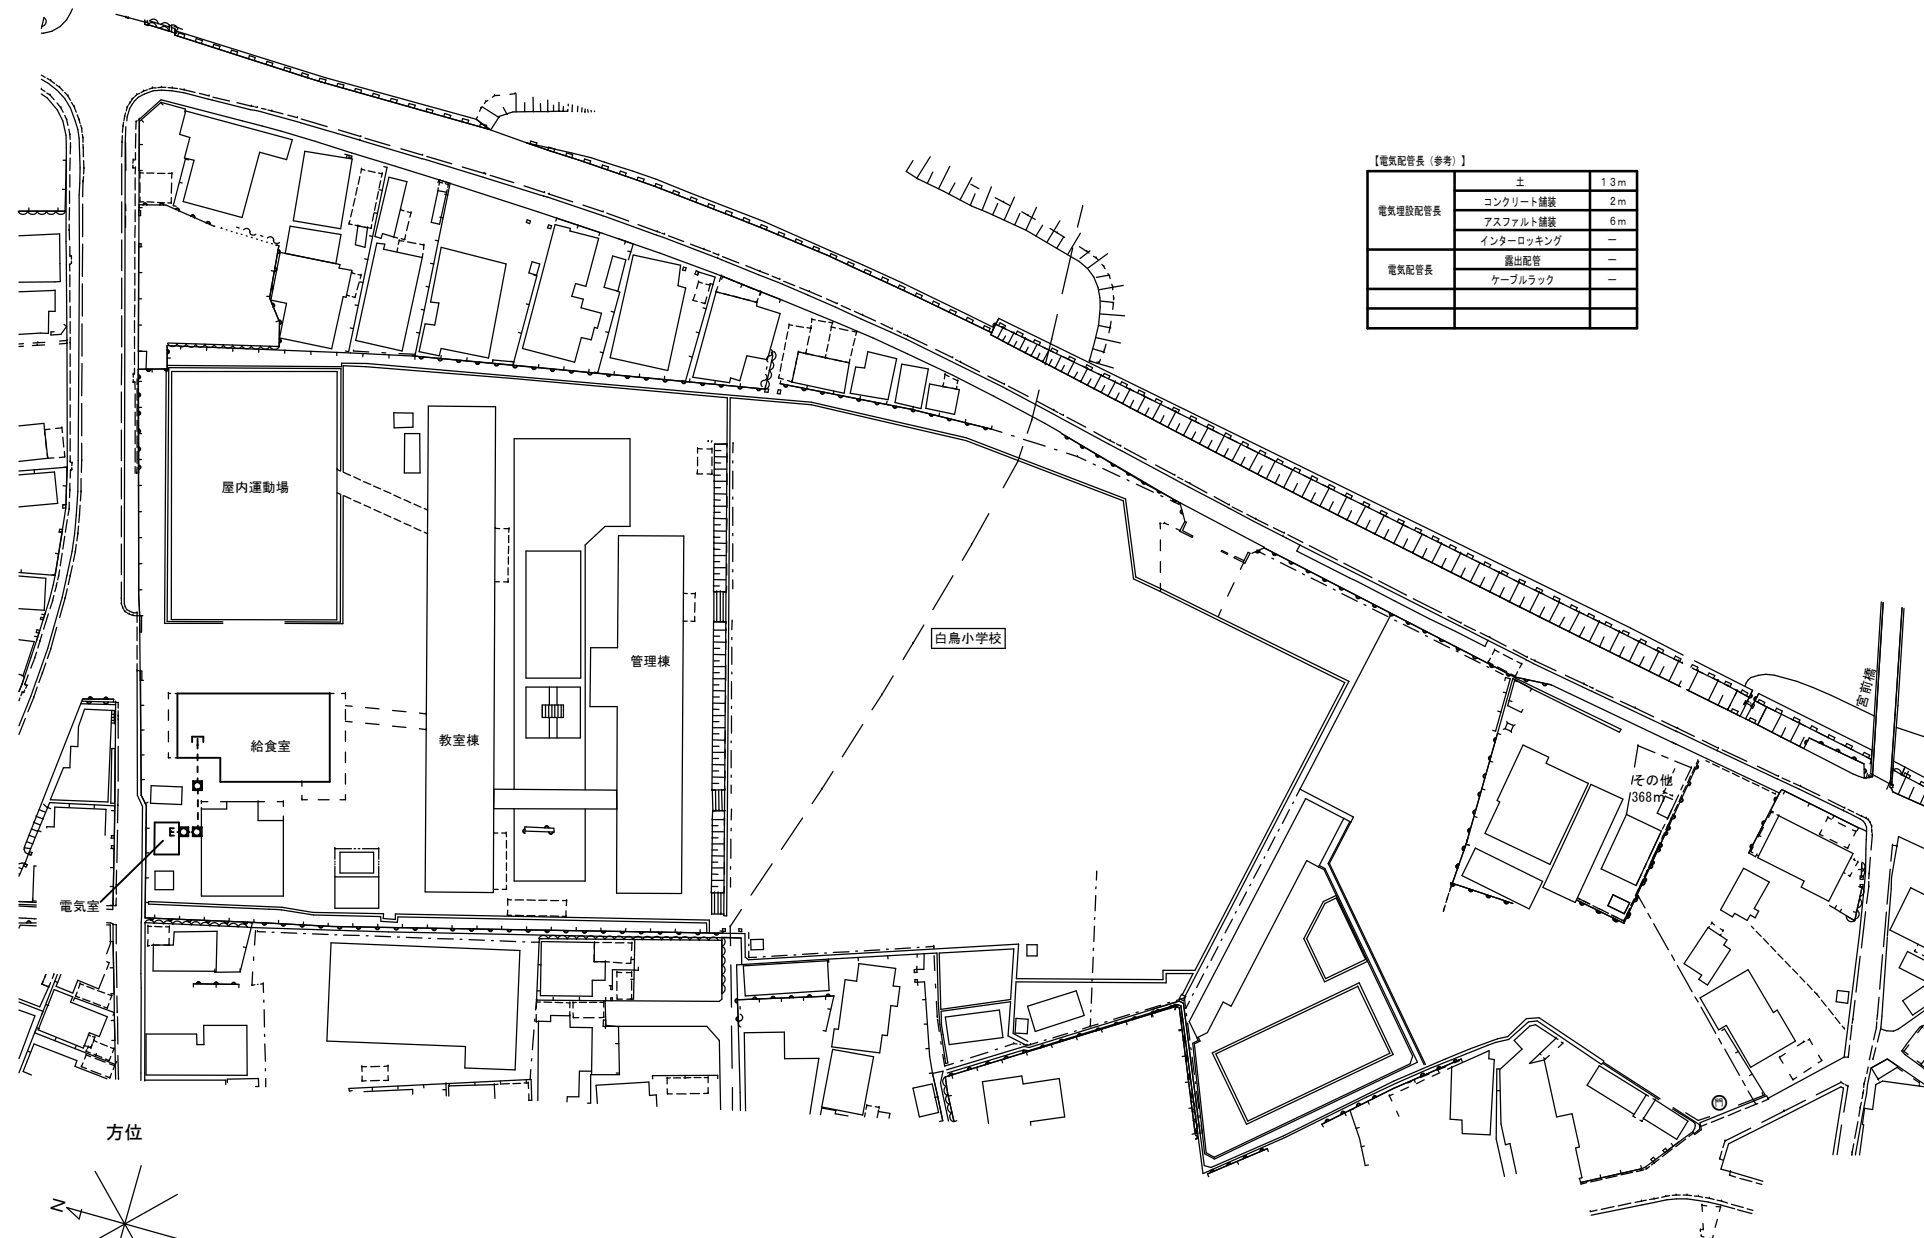 【電気配管長（参考）】
電気埋設配管長 土 13m
コンクリート舗装 2m
アスファルト舗装 6m
インターロッキング －
電気配管長 露出配管 －
ケーブルラック －
屋内運動場
白鳥小学校
管理棟
宮前橋
教室棟
給食室
その他
368㎡
E
電気室
方位
N